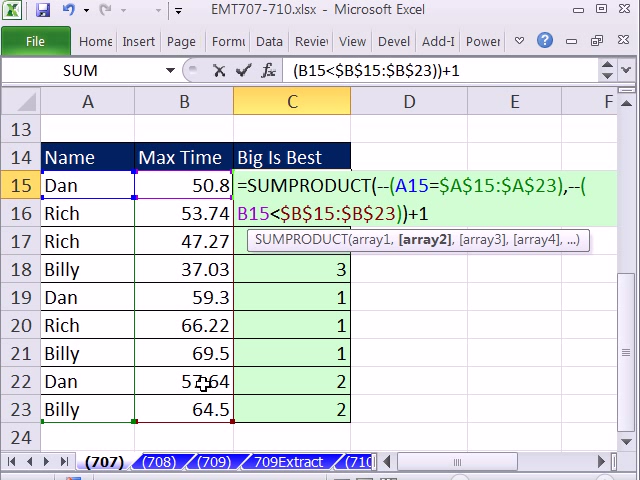 EMT707-710.xlsx - Microsoft Excel
File Home Insert Page Formu Data Review View Devel Add-I Power
SUM fx (B15<$B$15:$B$23))+1
A B C D E F
13
14 Name Max Time Big Is Best
15 Dan 50.8 =SUMPRODUCT(--(A15=$A$15:$A$23),--(
16 Rich 53.74 B15<$B$15:$B$23))+1
17 Rich 47.27 SUMPRODUCT(array1, [array2], [array3], [array4], ...)
18 Billy 37.03 3
19 Dan 59.3 1
20 Rich 66.22 1
21 Billy 69.5 1
22 Dan 57.64 2
23 Billy 64.5 2
24
(707) (708) (709) 709Extract (710